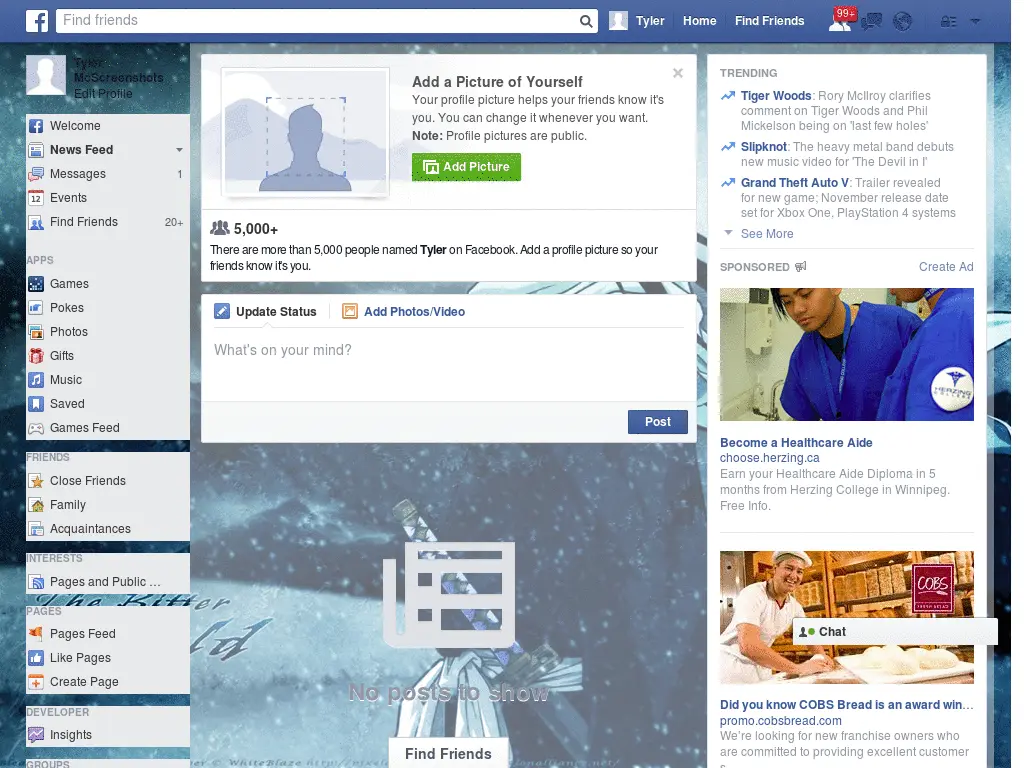 Find friends
Tyler
Home
Find Friends
99+
Tyler
McScreenshots
Edit Profile
Welcome
News Feed
Messages 1
Events
Find Friends 20+
APPS
Games
Pokes
Photos
Gifts
Music
Saved
Games Feed
FRIENDS
Close Friends
Family
Acquaintances
INTERESTS
Pages and Public ...
PAGES
Pages Feed
Like Pages
Create Page
DEVELOPER
Insights
GROUPS
12
Add a Picture of Yourself
Your profile picture helps your friends know it's
you. You can change it whenever you want.
Note: Profile pictures are public.
Add Picture
5,000+
There are more than 5,000 people named Tyler on Facebook. Add a profile picture so your
friends know it's you.
Update Status
Add Photos/Video
What's on your mind?
Post
No posts to show
Find Friends
The Bitter
© WhiteBlaze
TRENDING
Tiger Woods: Rory McIlroy clarifies
comment on Tiger Woods and Phil
Mickelson being on 'last few holes'
Slipknot: The heavy metal band debuts
new music video for 'The Devil in I'
Grand Theft Auto V: Trailer revealed
for new game; November release date
set for Xbox One, PlayStation 4 systems
See More
SPONSORED
Create Ad
HERZING
COLLEGE
Become a Healthcare Aide
choose.herzing.ca
Earn your Healthcare Aide Diploma in 5
months from Herzing College in Winnipeg.
Free Info.
COBS
Chat
Did you know COBS Bread is an award win...
promo.cobsbread.com
We're looking for new franchise owners who
are committed to providing excellent customer